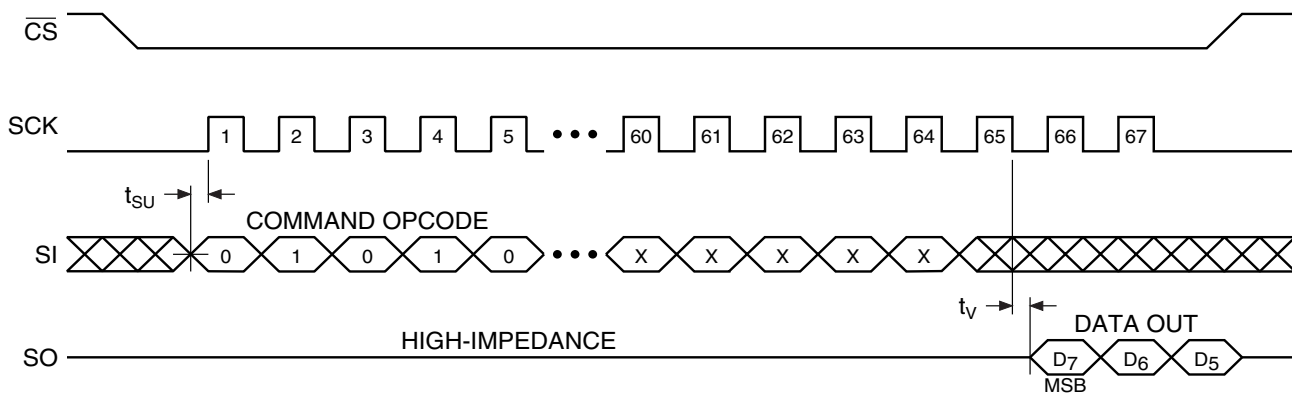 CS
SCK
1 2 3 4 5 ••• 60 61 62 63 64 65 66 67
tSU
COMMAND OPCODE
SI
0 1 0 1 0 ••• X X X X X
tV
HIGH-IMPEDANCE
DATA OUT
SO
D7 D6 D5
MSB